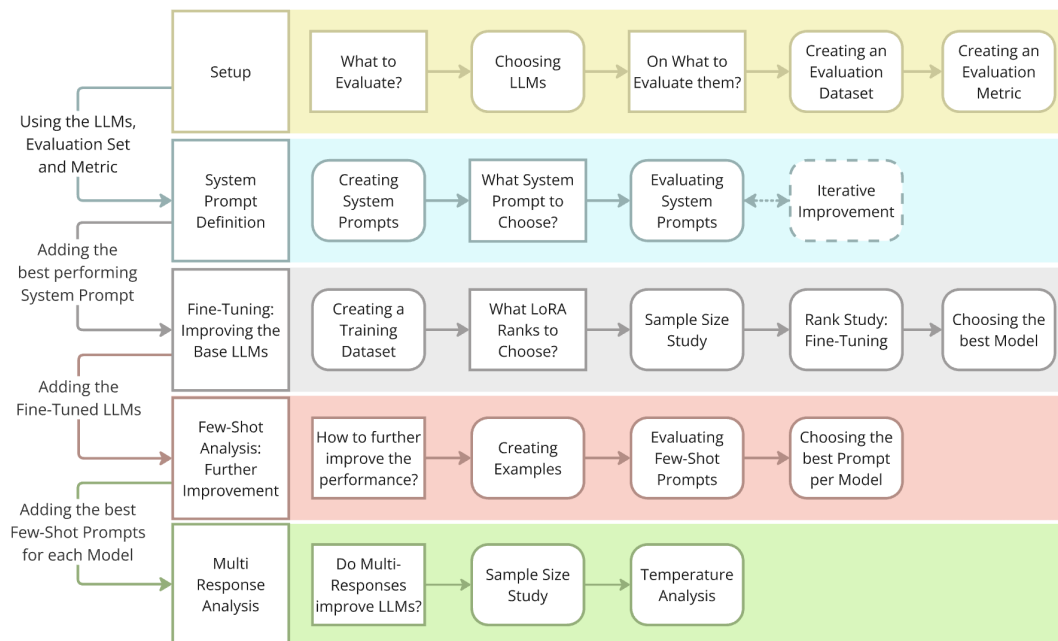 Setup
What to
Evaluate?
Choosing
LLMs
On What to
Evaluate them?
Creating an
Evaluation
Dataset
Creating an
Evaluation
Metric
Using the LLMs,
Evaluation Set
and Metric
System
Prompt
Definition
Creating
System
Prompts
What System
Prompt to
Choose?
Evaluating
System
Prompts
Iterative
Improvement
Adding the
best performing
System Prompt
Fine-Tuning:
Improving the
Base LLMs
Creating a
Training
Dataset
What LoRA
Ranks to
Choose?
Sample Size
Study
Rank Study:
Fine-Tuning
Choosing the
best Model
Adding the
Fine-Tuned LLMs
Few-Shot
Analysis:
Further
Improvement
How to further
improve the
performance?
Creating
Examples
Evaluating
Few-Shot
Prompts
Choosing the
best Prompt
per Model
Adding the best
Few-Shot Prompts
for each Model
Multi
Response
Analysis
Do Multi-
Responses
improve LLMs?
Sample Size
Study
Temperature
Analysis